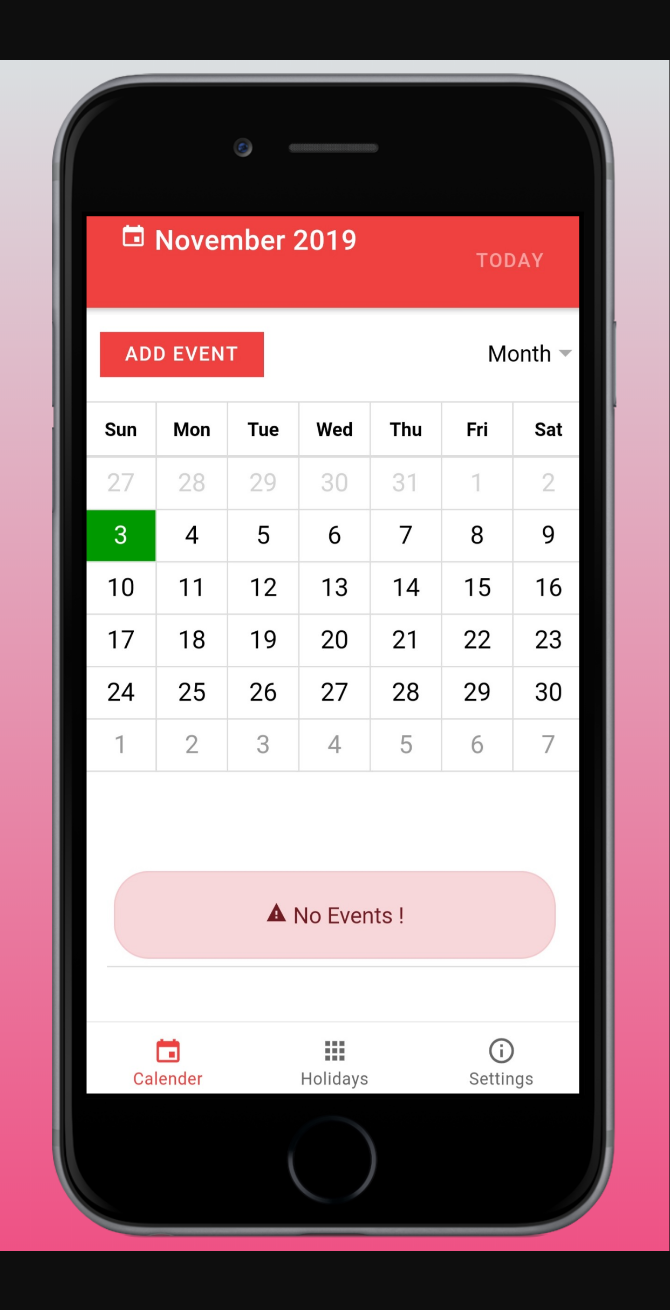 November 2019
TODAY
ADD EVENT
Month
Sun Mon Tue Wed Thu Fri Sat
27 28 29 30 31 1 2
3 4 5 6 7 8 9
10 11 12 13 14 15 16
17 18 19 20 21 22 23
24 25 26 27 28 29 30
1 2 3 4 5 6 7
No Events !
Calender Holidays Settings